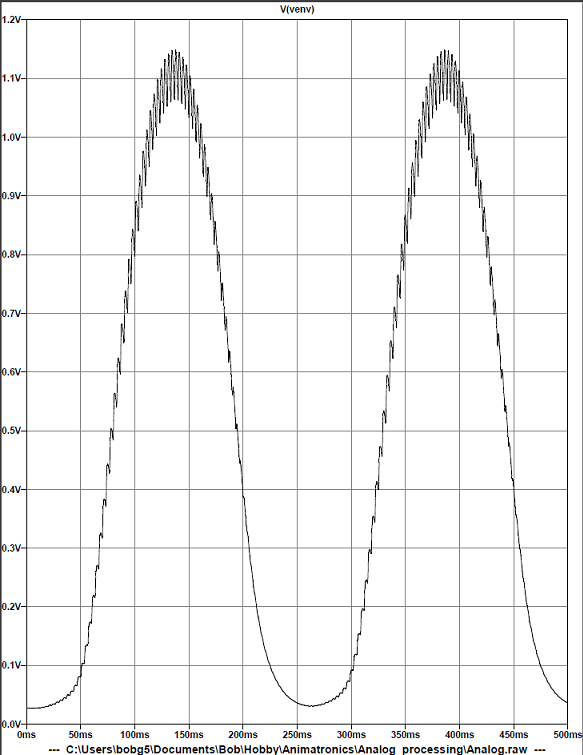 V(venv)
1.2V
1.1V
1.0V
0.9V
0.8V
0.7V
0.6V
0.5V
0.4V
0.3V
0.2V
0.1V
0.0V
0ms 50ms 100ms 150ms 200ms 250ms 300ms 350ms 400ms 450ms 500ms
--- C:\Users\bobg5\Documents\Bob\Hobby\Animatronics\Analog_processing\Analog.raw ---